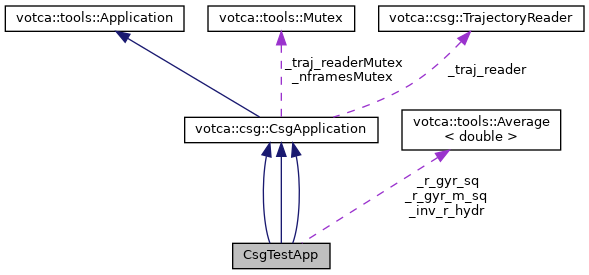 votca::tools::Application
votca::tools::Mutex
votca::csg::TrajectoryReader
_traj_readerMutex
_nframesMutex
_traj_reader
votca::csg::CsgApplication
votca::tools::Average
< double >
_r_gyr_sq
_r_gyr_m_sq
_inv_r_hydr
CsgTestApp